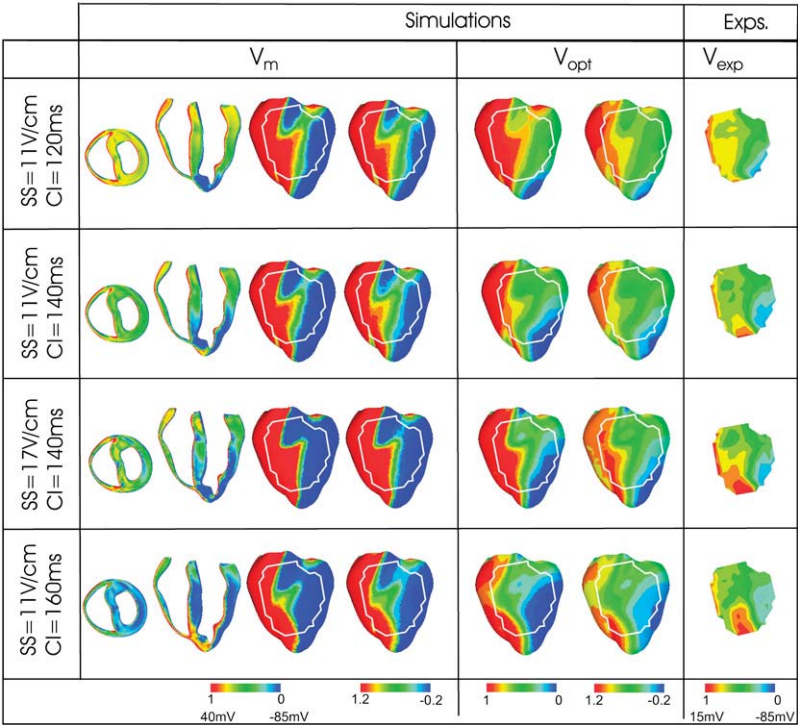 Simulations Exps.
Vm Vopt Vexp
SS=11V/cm
CI=120ms
SS=11V/cm
CI=140ms
SS=17V/cm
CI=140ms
SS=11V/cm
CI=160ms
1 0 1.2 -0.2 1 0 1.2 -0.2 1 0
40mV -85mV 15mV -85mV